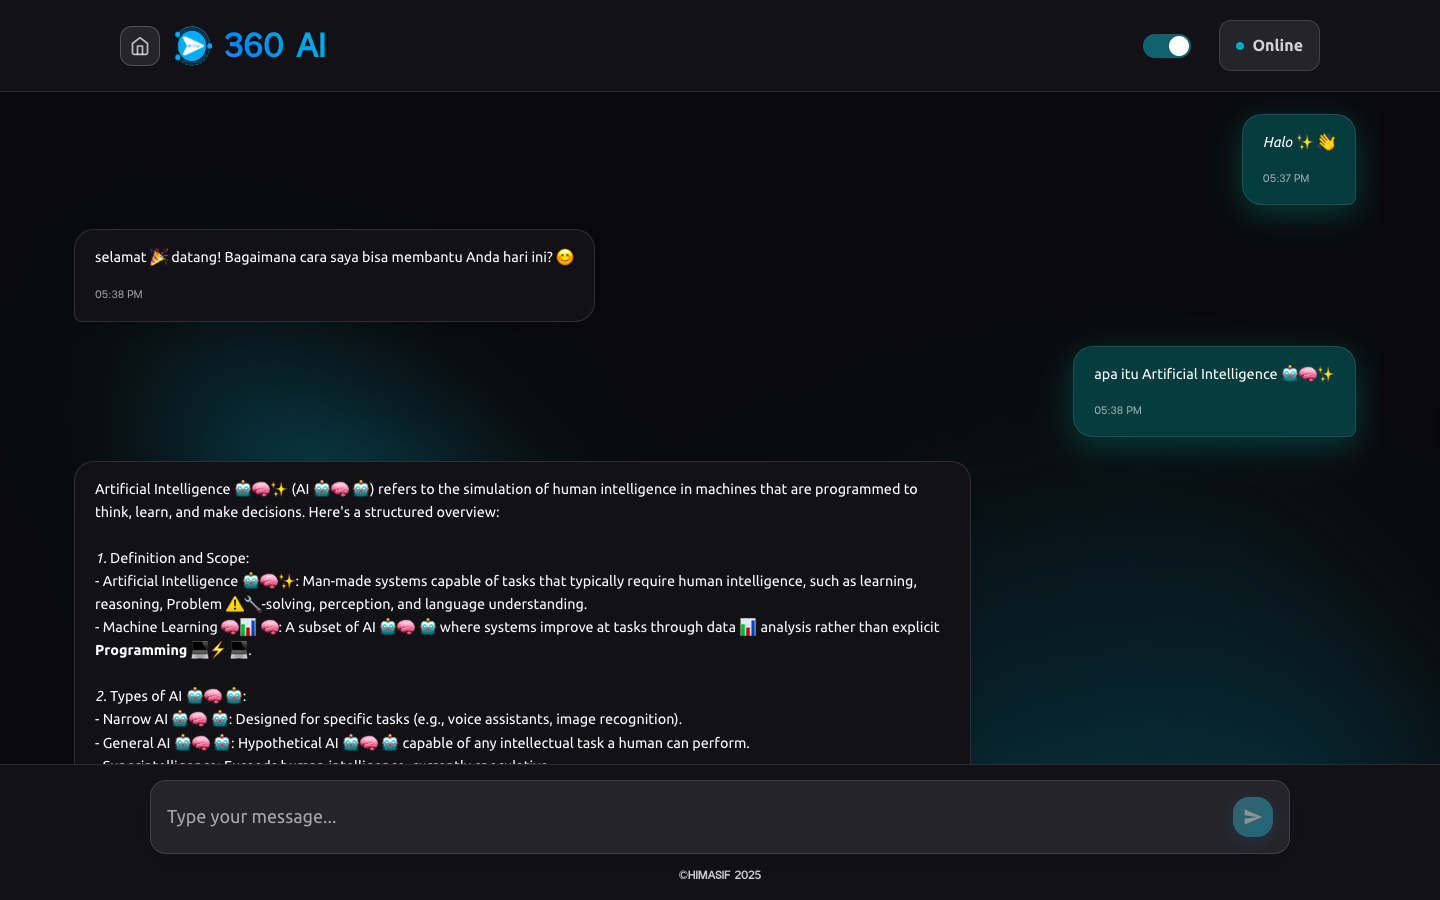 360 AI
Online
Halo ✨ 👋
05:37 PM
selamat 🎉 datang! Bagaimana cara saya bisa membantu Anda hari ini? 😊
05:38 PM
apa itu Artificial Intelligence 🤖🧠✨
05:38 PM
Artificial Intelligence 🤖🧠✨ (AI 🤖🧠 🤖) refers to the simulation of human intelligence in machines that are programmed to
think, learn, and make decisions. Here's a structured overview:
1. Definition and Scope:
- Artificial Intelligence 🤖🧠✨: Man-made systems capable of tasks that typically require human intelligence, such as learning,
reasoning, Problem ⚠️🔧-solving, perception, and language understanding.
- Machine Learning 🧠📊 🧠: A subset of AI 🤖🧠 🤖 where systems improve at tasks through data 📊 analysis rather than explicit
Programming 💻⚡ 💻.
2. Types of AI 🤖🧠 🤖:
- Narrow AI 🤖🧠 🤖: Designed for specific tasks (e.g., voice assistants, image recognition).
- General AI 🤖🧠 🤖: Hypothetical AI 🤖🧠 🤖 capable of any intellectual task a human can perform.
- Superintelligence: Exceeds human intelligence, currently speculative.
Type your message...
©HIMASIF 2025